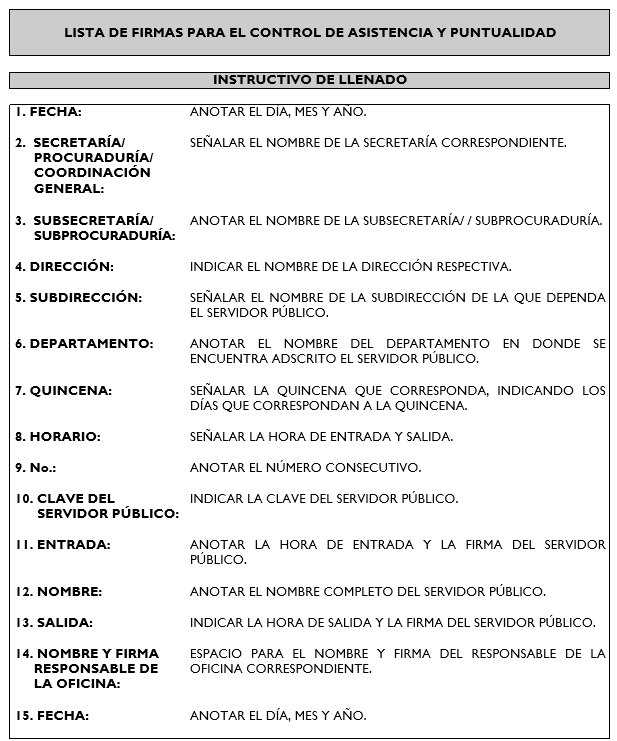 LISTA DE FIRMAS PARA EL CONTROL DE ASISTENCIA Y PUNTUALIDAD
INSTRUCTIVO DE LLENADO
1. FECHA: ANOTAR EL DÍA, MES Y AÑO.
2. SECRETARÍA/ SEÑALAR EL NOMBRE DE LA SECRETARÍA CORRESPONDIENTE.
PROCURADURÍA/
COORDINACIÓN
GENERAL:
3. SUBSECRETARÍA/ ANOTAR EL NOMBRE DE LA SUBSECRETARÍA/ / SUBPROCURADURÍA.
SUBPROCURADURÍA:
4. DIRECCIÓN: INDICAR EL NOMBRE DE LA DIRECCIÓN RESPECTIVA.
5. SUBDIRECCIÓN: SEÑALAR EL NOMBRE DE LA SUBDIRECCIÓN DE LA QUE DEPENDA
EL SERVIDOR PÚBLICO.
6. DEPARTAMENTO: ANOTAR EL NOMBRE DEL DEPARTAMENTO EN DONDE SE
ENCUENTRA ADSCRITO EL SERVIDOR PÚBLICO.
7. QUINCENA: SEÑALAR LA QUINCENA QUE CORRESPONDA, INDICANDO LOS
DÍAS QUE CORRESPONDAN A LA QUINCENA.
8. HORARIO: SEÑALAR LA HORA DE ENTRADA Y SALIDA.
9. No.: ANOTAR EL NÚMERO CONSECUTIVO.
10. CLAVE DEL INDICAR LA CLAVE DEL SERVIDOR PÚBLICO.
SERVIDOR PÚBLICO:
11. ENTRADA: ANOTAR LA HORA DE ENTRADA Y LA FIRMA DEL SERVIDOR
PÚBLICO.
12. NOMBRE: ANOTAR EL NOMBRE COMPLETO DEL SERVIDOR PÚBLICO.
13. SALIDA: INDICAR LA HORA DE SALIDA Y LA FIRMA DEL SERVIDOR PÚBLICO.
14. NOMBRE Y FIRMA ESPACIO PARA EL NOMBRE Y FIRMA DEL RESPONSABLE DE LA
RESPONSABLE DE OFICINA CORRESPONDIENTE.
LA OFICINA:
15. FECHA: ANOTAR EL DÍA, MES Y AÑO.